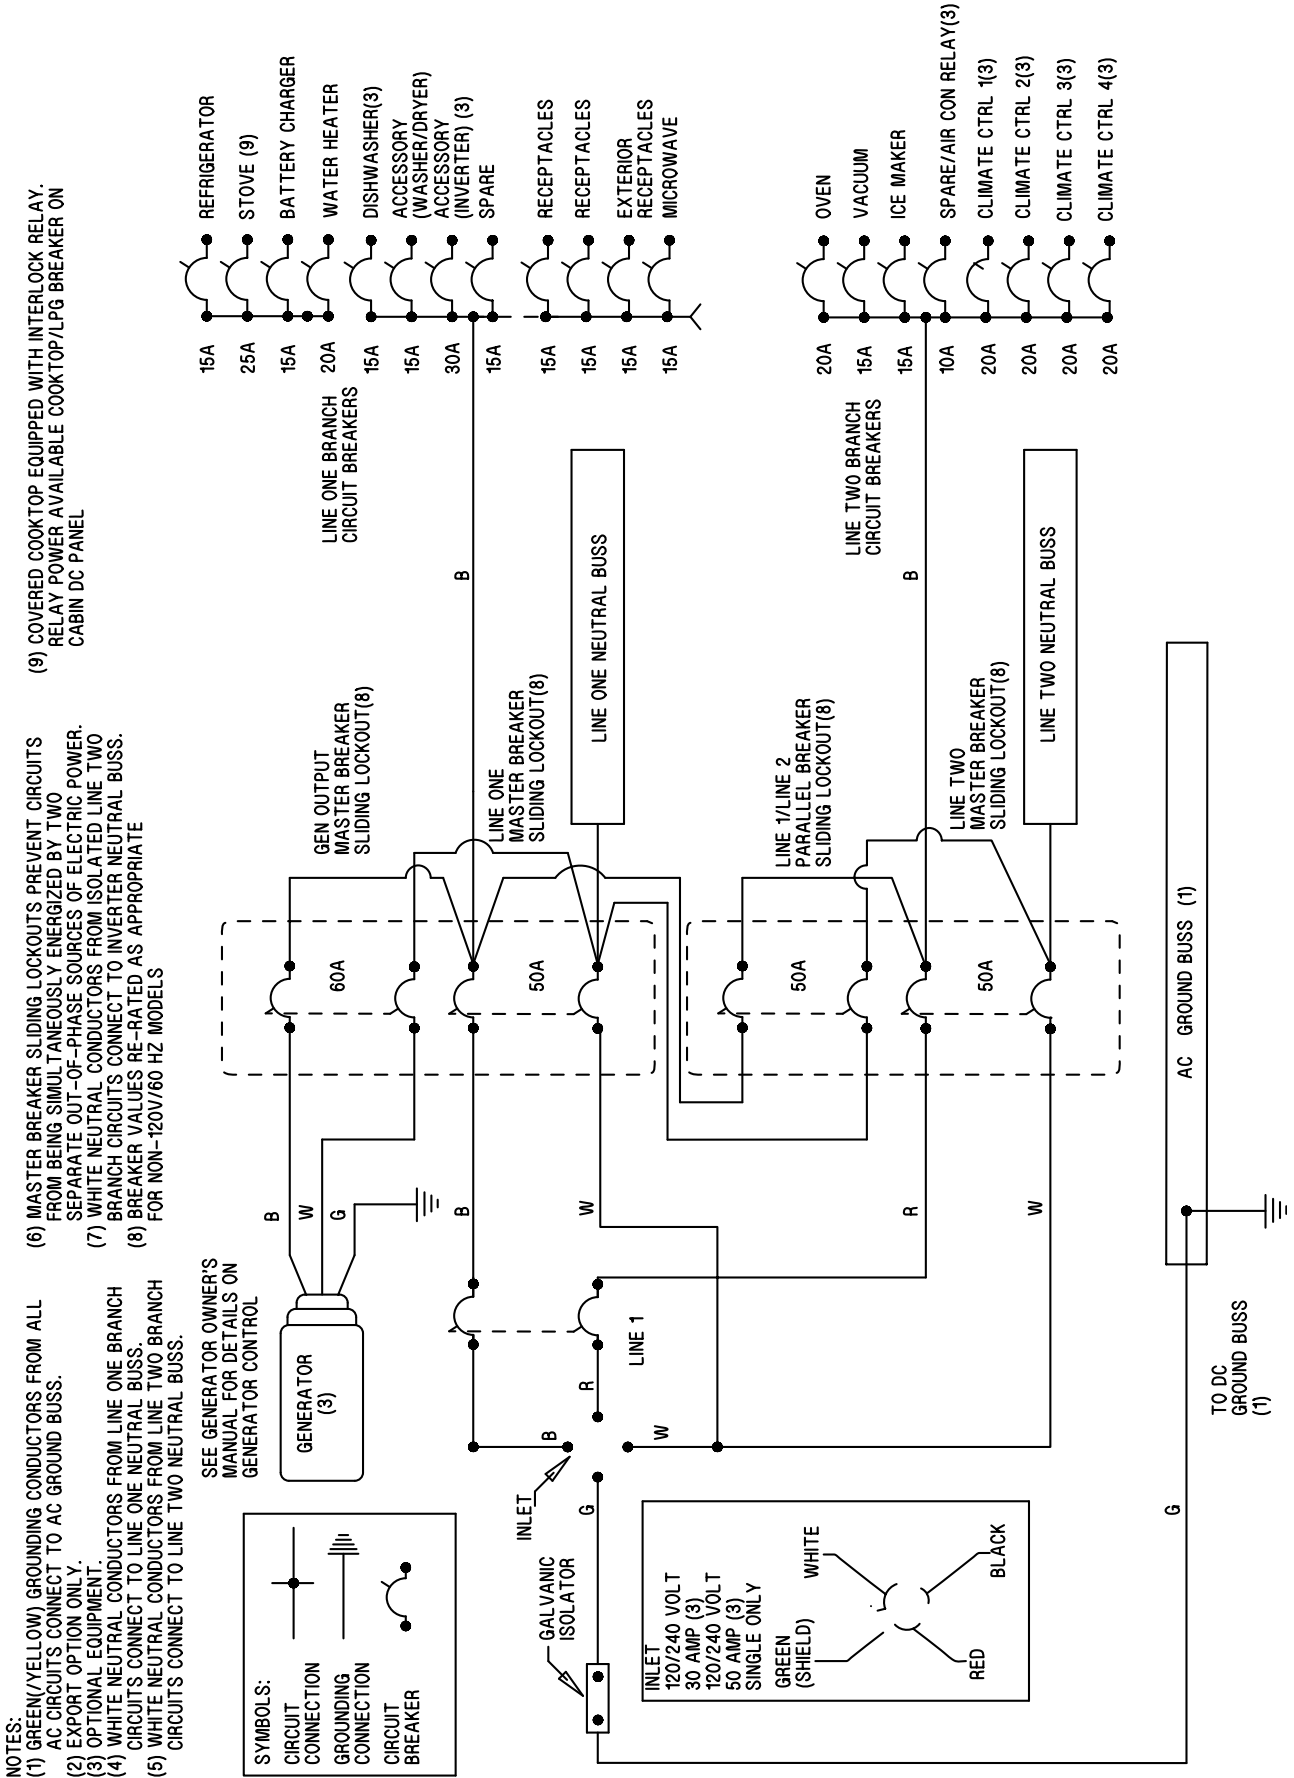 NOTES:
(1) GREEN(/YELLOW) GROUNDING CONDUCTORS FROM ALL
AC CIRCUITS CONNECT TO AC GROUND BUSS.
(2) EXPORT OPTION ONLY.
(3) OPTIONAL EQUIPMENT.
(4) WHITE NEUTRAL CONDUCTORS FROM LINE ONE BRANCH
CIRCUITS CONNECT TO LINE ONE NEUTRAL BUSS.
(5) WHITE NEUTRAL CONDUCTORS FROM LINE TWO BRANCH
CIRCUITS CONNECT TO LINE TWO NEUTRAL BUSS.
(6) MASTER BREAKER SLIDING LOCKOUTS PREVENT CIRCUITS
FROM BEING SIMULTANEOUSLY ENERGIZED BY TWO
SEPARATE OUT-OF-PHASE SOURCES OF ELECTRIC POWER.
(7) WHITE NEUTRAL CONDUCTORS FROM ISOLATED LINE TWO
BRANCH CIRCUITS CONNECT TO INVERTER NEUTRAL BUSS.
(8) BREAKER VALUES RE-RATED AS APPROPRIATE
FOR NON-120V/60 HZ MODELS
(9) COVERED COOKTOP EQUIPPED WITH INTERLOCK RELAY.
RELAY POWER AVAILABLE COOKTOP/LPG BREAKER ON
CABIN DC PANEL
SYMBOLS:
CIRCUIT
CONNECTION
GROUNDING
CONNECTION
CIRCUIT
BREAKER
SEE GENERATOR OWNER'S
MANUAL FOR DETAILS ON
GENERATOR CONTROL
GENERATOR
(3)
B
W
G
GEN OUTPUT
MASTER BREAKER
SLIDING LOCKOUT(8)
60A
LINE ONE
MASTER BREAKER
SLIDING LOCKOUT(8)
50A
B
W
LINE 1/LINE 2
PARALLEL BREAKER
SLIDING LOCKOUT(8)
50A
LINE TWO
MASTER BREAKER
SLIDING LOCKOUT(8)
50A
R
W
LINE 1
R
B
W
G
INLET
GALVANIC
ISOLATOR
INLET
120/240 VOLT
30 AMP (3)
120/240 VOLT
50 AMP (3)
SINGLE ONLY
GREEN
(SHIELD)
WHITE
RED
BLACK
G
TO DC
GROUND BUSS
(1)
AC GROUND BUSS (1)
LINE ONE NEUTRAL BUSS
LINE TWO NEUTRAL BUSS
B
B
LINE ONE BRANCH
CIRCUIT BREAKERS
15A REFRIGERATOR
25A STOVE (9)
15A BATTERY CHARGER
20A WATER HEATER
15A DISHWASHER(3)
15A ACCESSORY
(WASHER/DRYER)
30A ACCESSORY
(INVERTER) (3)
15A SPARE
15A RECEPTACLES
15A RECEPTACLES
15A EXTERIOR
RECEPTACLES
15A MICROWAVE
LINE TWO BRANCH
CIRCUIT BREAKERS
20A OVEN
15A VACUUM
15A ICE MAKER
10A SPARE/AIR CON RELAY(3)
20A CLIMATE CTRL 1(3)
20A CLIMATE CTRL 2(3)
20A CLIMATE CTRL 3(3)
20A CLIMATE CTRL 4(3)